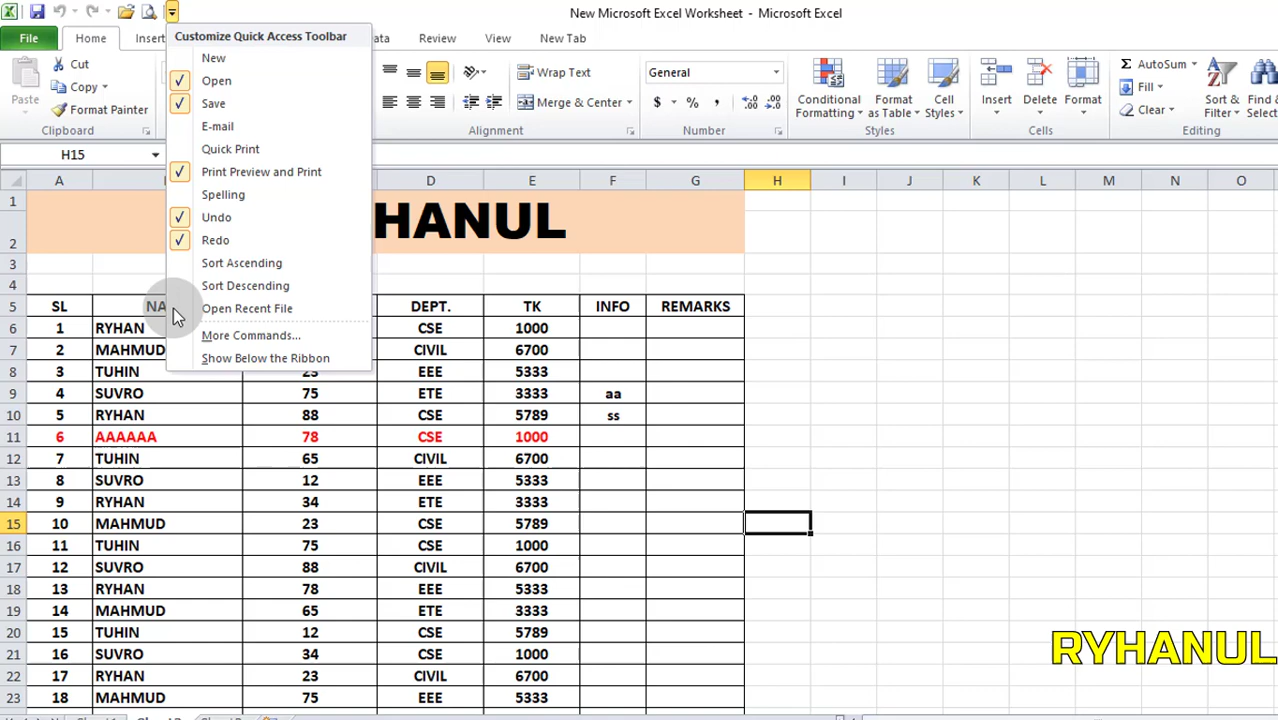 New Microsoft Excel Worksheet - Microsoft Excel
File Home Insert Data Review View New Tab
Customize Quick Access Toolbar
New
Open
Save
E-mail
Quick Print
Print Preview and Print
Spelling
Undo
Redo
Sort Ascending
Sort Descending
Open Recent File
More Commands...
Show Below the Ribbon
Paste
Cut
Copy
Format Painter
Clipboard
Wrap Text
Merge & Center
Alignment
General
$ % ,
Number
Conditional Formatting
Format as Table
Cell Styles
Styles
Insert
Delete
Format
Cells
Σ AutoSum
Fill
Clear
Sort & Filter
Find &
Editing
H15
A D E F G H I J K L M N O
1
HANUL
2
3
4
5 SL NA DEPT. TK INFO REMARKS
6 1 RYHAN CSE 1000
7 2 MAHMUD CIVIL 6700
8 3 TUHIN 23 EEE 5333
9 4 SUVRO 75 ETE 3333 aa
10 5 RYHAN 88 CSE 5789 ss
11 6 AAAAAA 78 CSE 1000
12 7 TUHIN 65 CIVIL 6700
13 8 SUVRO 12 EEE 5333
14 9 RYHAN 34 ETE 3333
15 10 MAHMUD 23 CSE 5789
16 11 TUHIN 75 CSE 1000
17 12 SUVRO 88 CIVIL 6700
18 13 RYHAN 78 EEE 5333
19 14 MAHMUD 65 ETE 3333
20 15 TUHIN 12 CSE 5789
21 16 SUVRO 34 CSE 1000
22 17 RYHAN 23 CIVIL 6700
23 18 MAHMUD 75 EEE 5333
RYHANUL